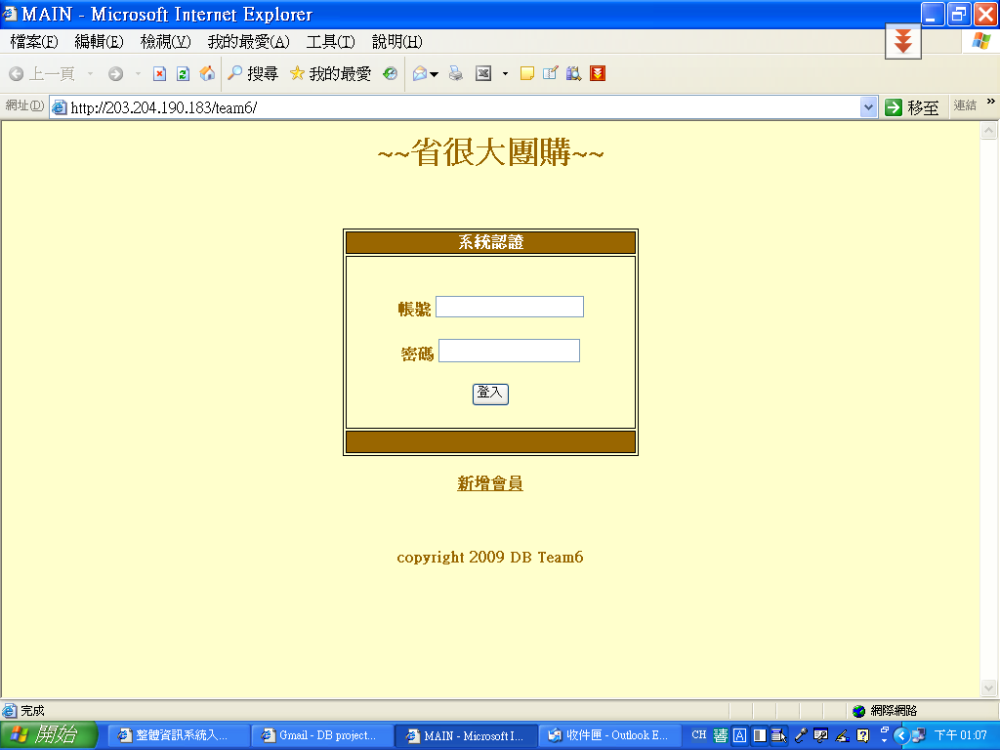 MAIN - Microsoft Internet Explorer
檔案(F) 編輯(E) 檢視(V) 我的最愛(A) 工具(T) 說明(H)
上一頁 搜尋 我的最愛
網址(D) http://203.204.190.183/team6/ 移至 連結 »
~~省很大團購~~
系統認證
帳號
密碼
登入
新增會員
copyright 2009 DB Team6
完成 網際網路
開始 整體資訊系統入... Gmail - DB project... MAIN - Microsoft I... 收件匣 - Outlook E... CH A 下午 01:07